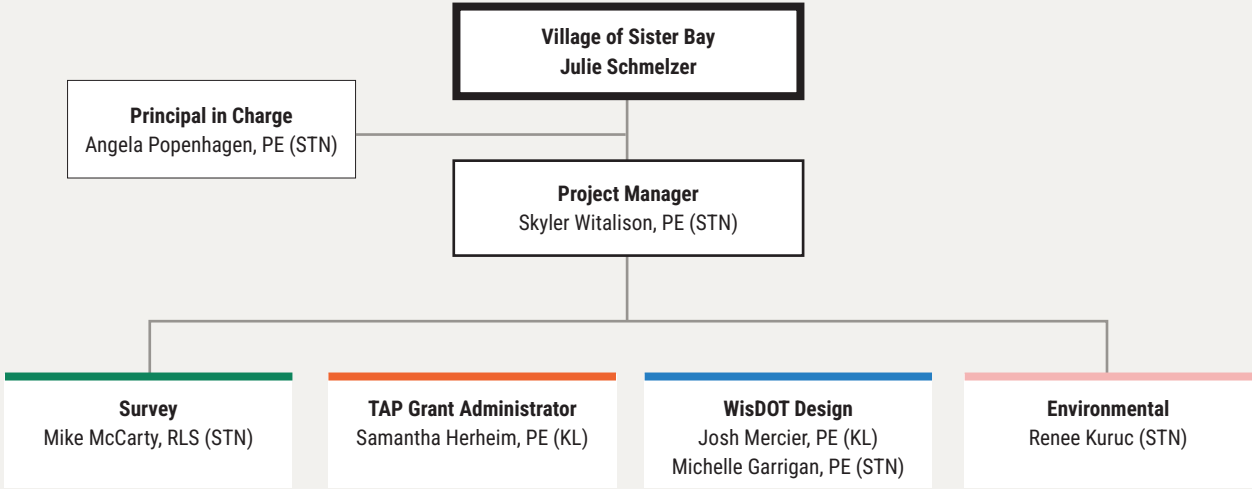 Village of Sister Bay
Julie Schmelzer
Principal in Charge
Angela Popenhagen, PE (STN)
Project Manager
Skyler Witalison, PE (STN)
Survey
Mike McCarty, RLS (STN)
TAP Grant Administrator
Samantha Herheim, PE (KL)
WisDOT Design
Josh Mercier, PE (KL)
Michelle Garrigan, PE (STN)
Environmental
Renee Kuruc (STN)